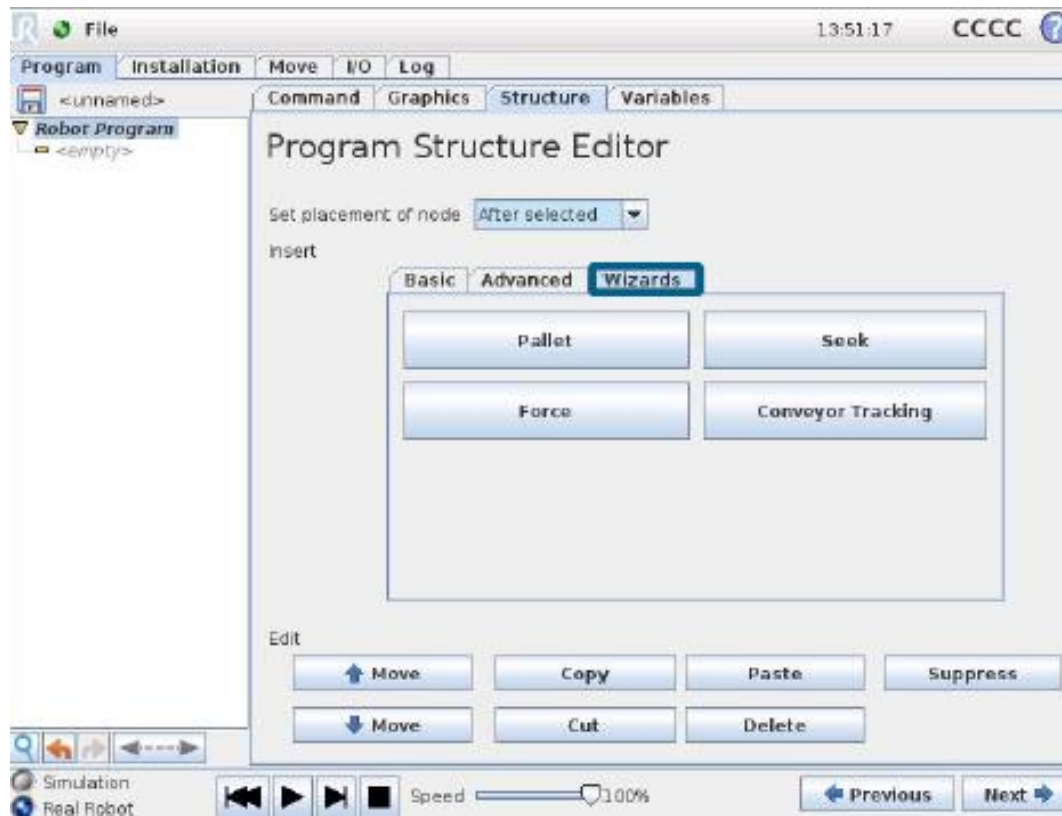 File 13:51:17 CCCC ?
Program Installation Move I/O Log
<unnamed> Command Graphics Structure Variables
Robot Program
<empty>
Program Structure Editor
Set placement of node After selected
Insert
Basic Advanced Wizards
Pallet Seek
Force Conveyor Tracking
Edit
Move Copy Paste Suppress
Move Cut Delete
Simulation
Real Robot
Speed 100% Previous Next